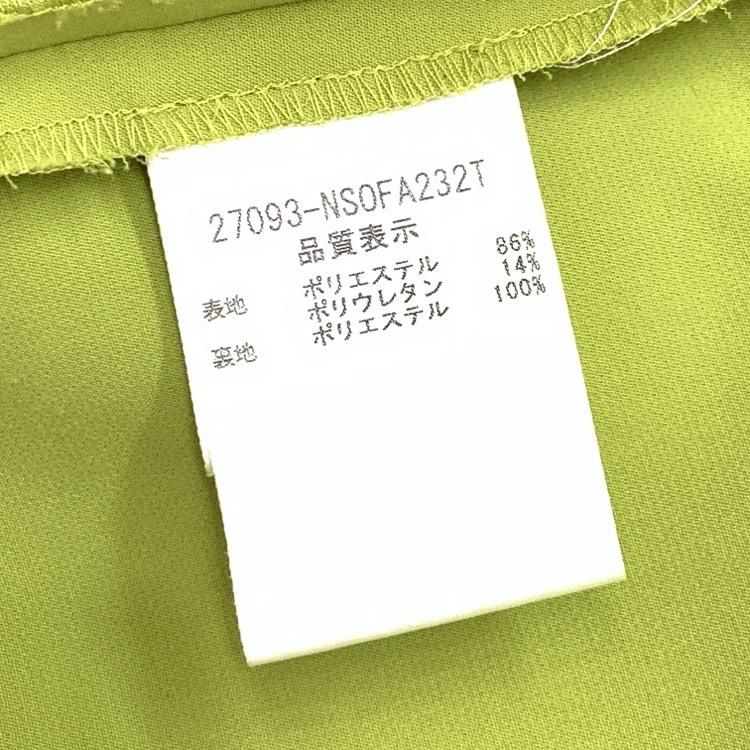 27093-NSOFA232T
品質表示
表地 ポリエステル 86%
ポリウレタン 14%
裏地 ポリエステル 100%